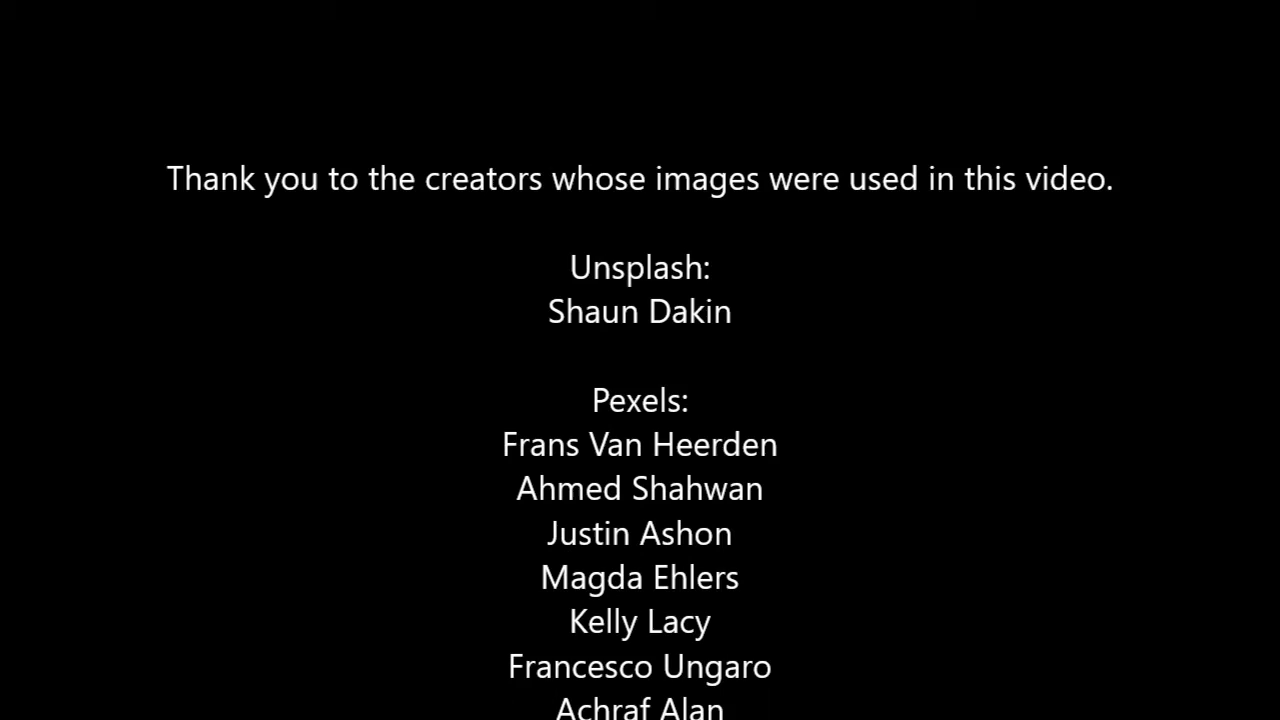 Thank you to the creators whose images were used in this video.
Unsplash:
Shaun Dakin
Pexels:
Frans Van Heerden
Ahmed Shahwan
Justin Ashon
Magda Ehlers
Kelly Lacy
Francesco Ungaro
Achraf Alan